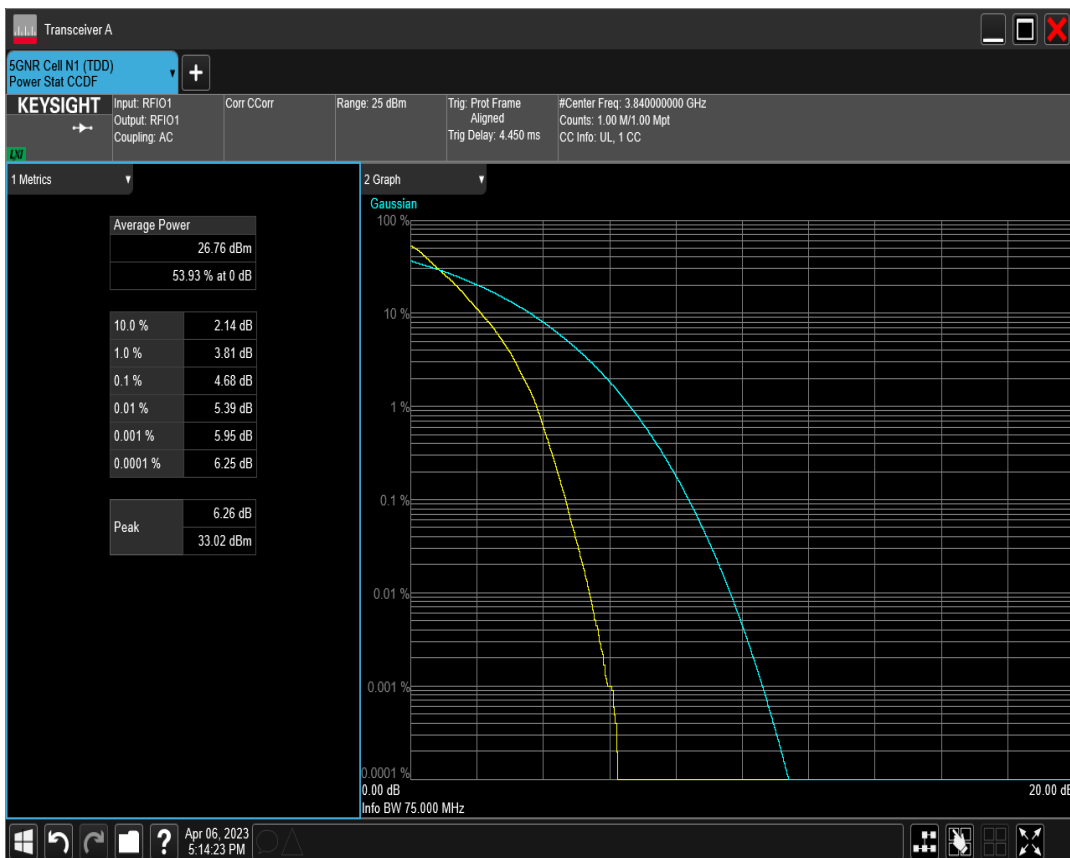 Transceiver A
5GNR Cell N1 (TDD)
Power Stat CCDF
+
KEYSIGHT
LXI
Input: RFIO1
Output: RFIO1
Coupling: AC
Corr CCorr
Range: 25 dBm
Trig: Prot Frame
Aligned
Trig Delay: 4.450 ms
#Center Freq: 3.840000000 GHz
Counts: 1.00 M/1.00 Mpt
CC Info: UL, 1 CC
1 Metrics
Average Power
26.76 dBm
53.93 % at 0 dB
10.0 % 2.14 dB
1.0 % 3.81 dB
0.1 % 4.68 dB
0.01 % 5.39 dB
0.001 % 5.95 dB
0.0001 % 6.25 dB
Peak 6.26 dB
33.02 dBm
2 Graph
Gaussian
100 %
10 %
1 %
0.1 %
0.01 %
0.001 %
0.0001 %
0.00 dB 20.00 dB
Info BW 75.000 MHz
?
Apr 06, 2023
5:14:23 PM